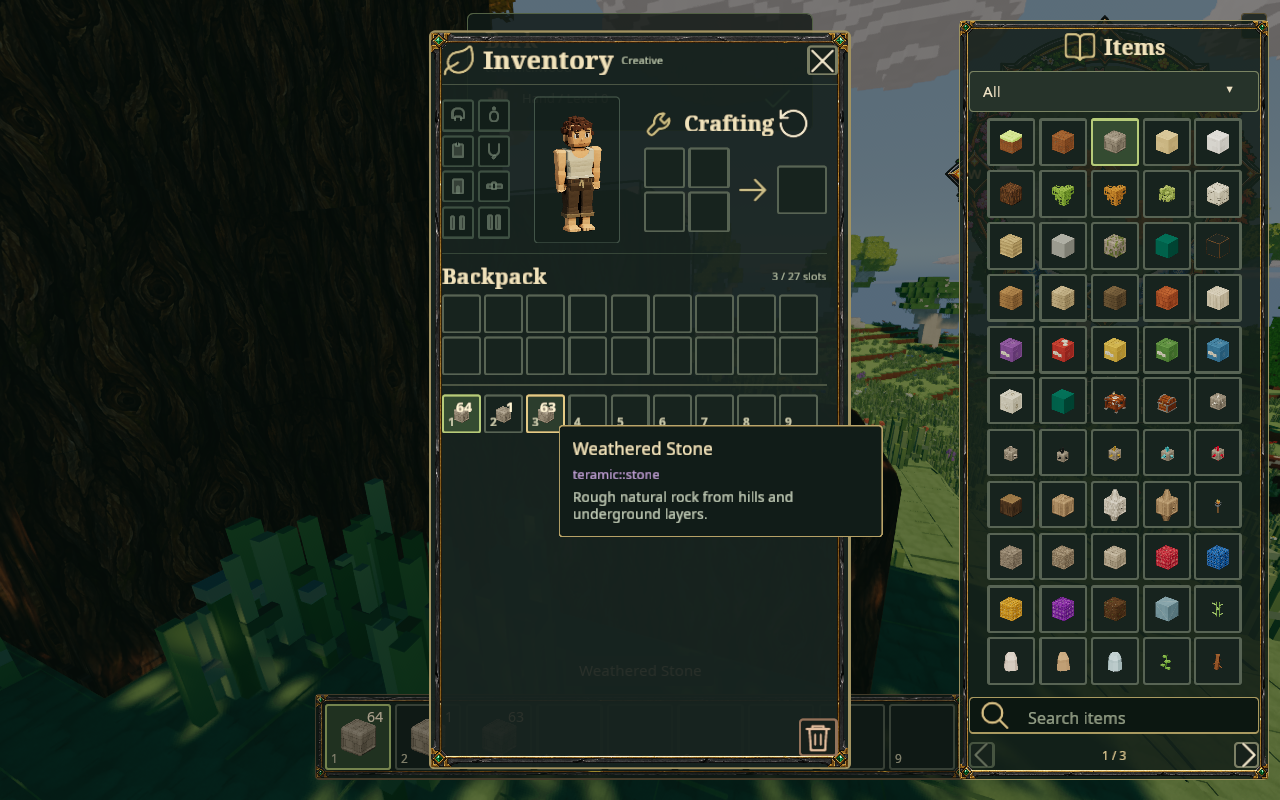 Inventory Creative
Items
All
Crafting
Backpack
3 / 27 slots
64
1
1
2
63
3
4
5
6
7
8
9
Weathered Stone
teramic::stone
Rough natural rock from hills and
underground layers.
Weathered Stone
64
1
2
1
63
9
Search items
1 / 3